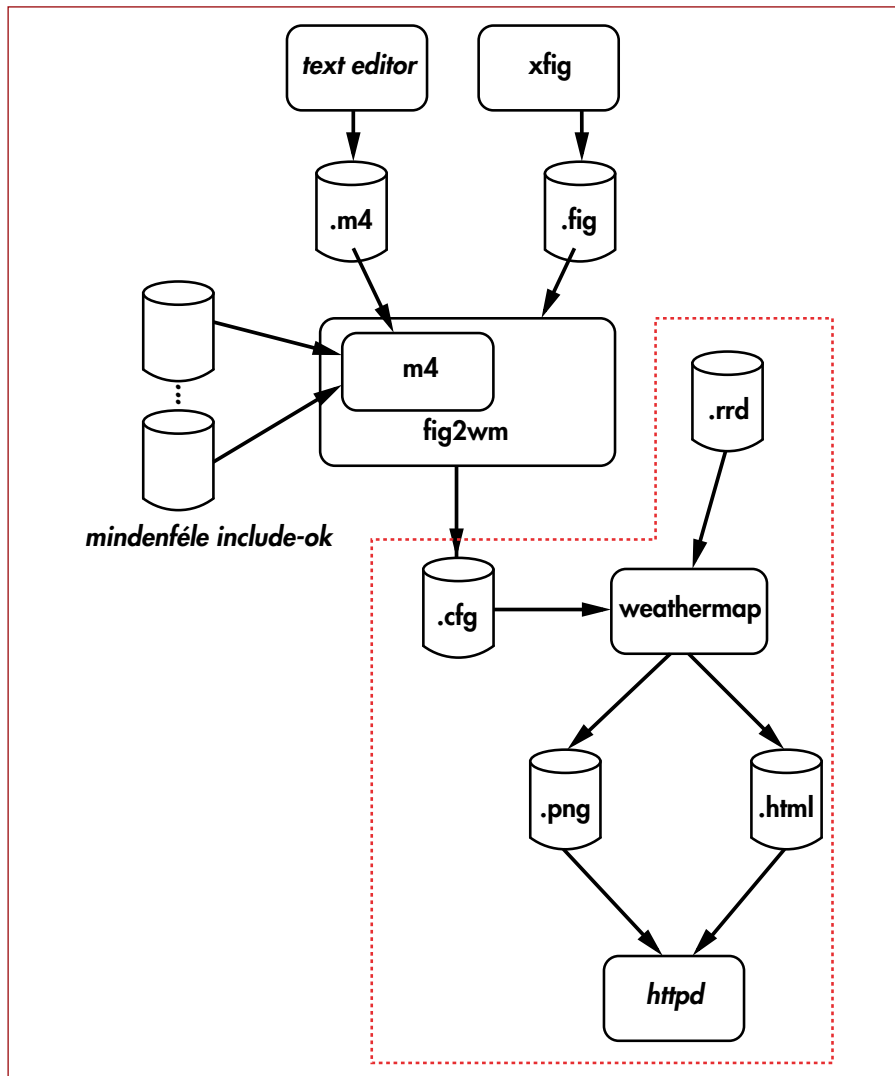 text editor
xfig
.m4
.fig
m4
fig2wm
.rrd
mindenféle include-ok
.cfg
weathermap
.png
.html
httpd